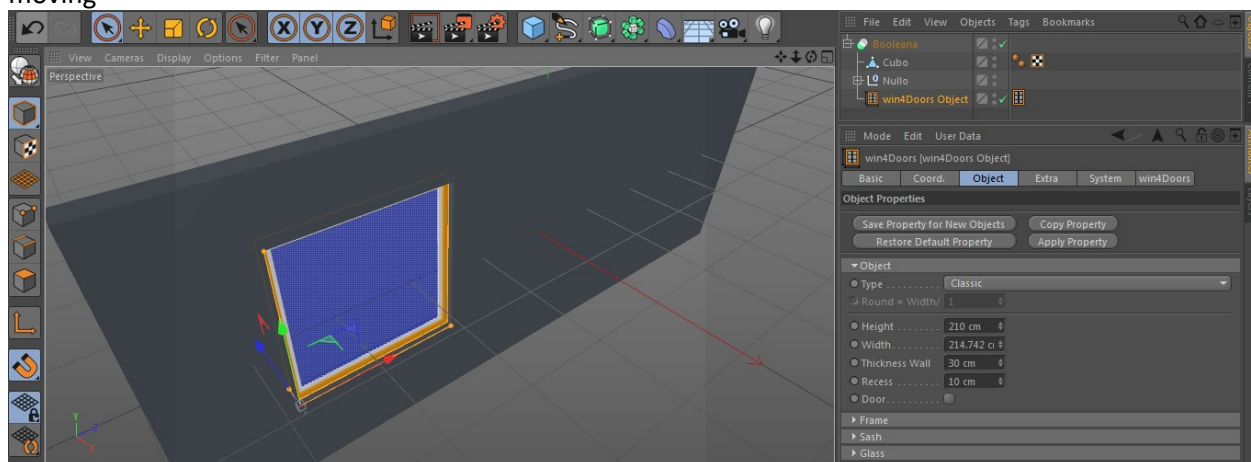 moving
X Y Z
File Edit View Objects Tags Bookmarks
View Cameras Display Options Filter Panel
Perspective
Booleana
Cubo
Nullo
win4Doors Object
Mode Edit User Data
win4Doors [win4Doors Object]
Basic Coord. Object Extra System win4Doors
Object Properties
Save Property for New Objects Copy Property
Restore Default Property Apply Property
Object
Type . . . . . . . . . Classic
Round = Width/ 1
Height . . . . . . . 210 cm
Width. . . . . . . . 214.742 c
Thickness Wall 30 cm
Recess . . . . . . . 10 cm
Door. . . . . . . . .
Frame
Sash
Glass
Y
Z
X